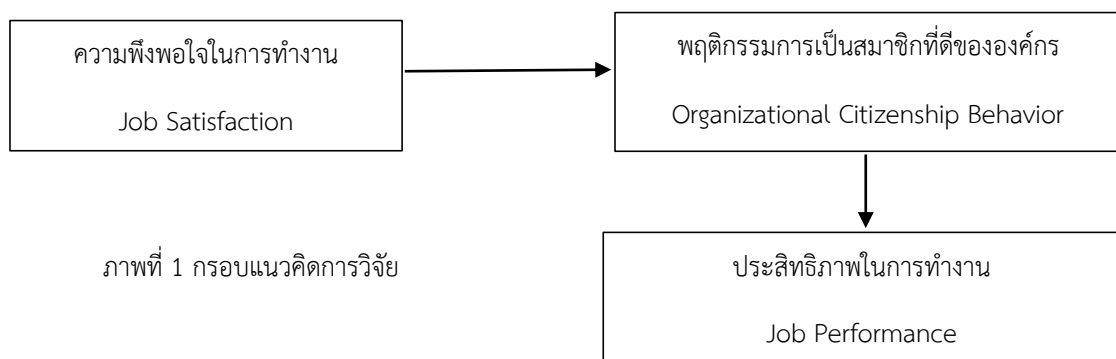 ความพึงพอใจในการทำงาน
Job Satisfaction
พฤติกรรมการเป็นสมาชิกที่ดีขององค์กร
Organizational Citizenship Behavior
ภาพที่ 1 กรอบแนวคิดการวิจัย
ประสิทธิภาพในการทำงาน
Job Performance